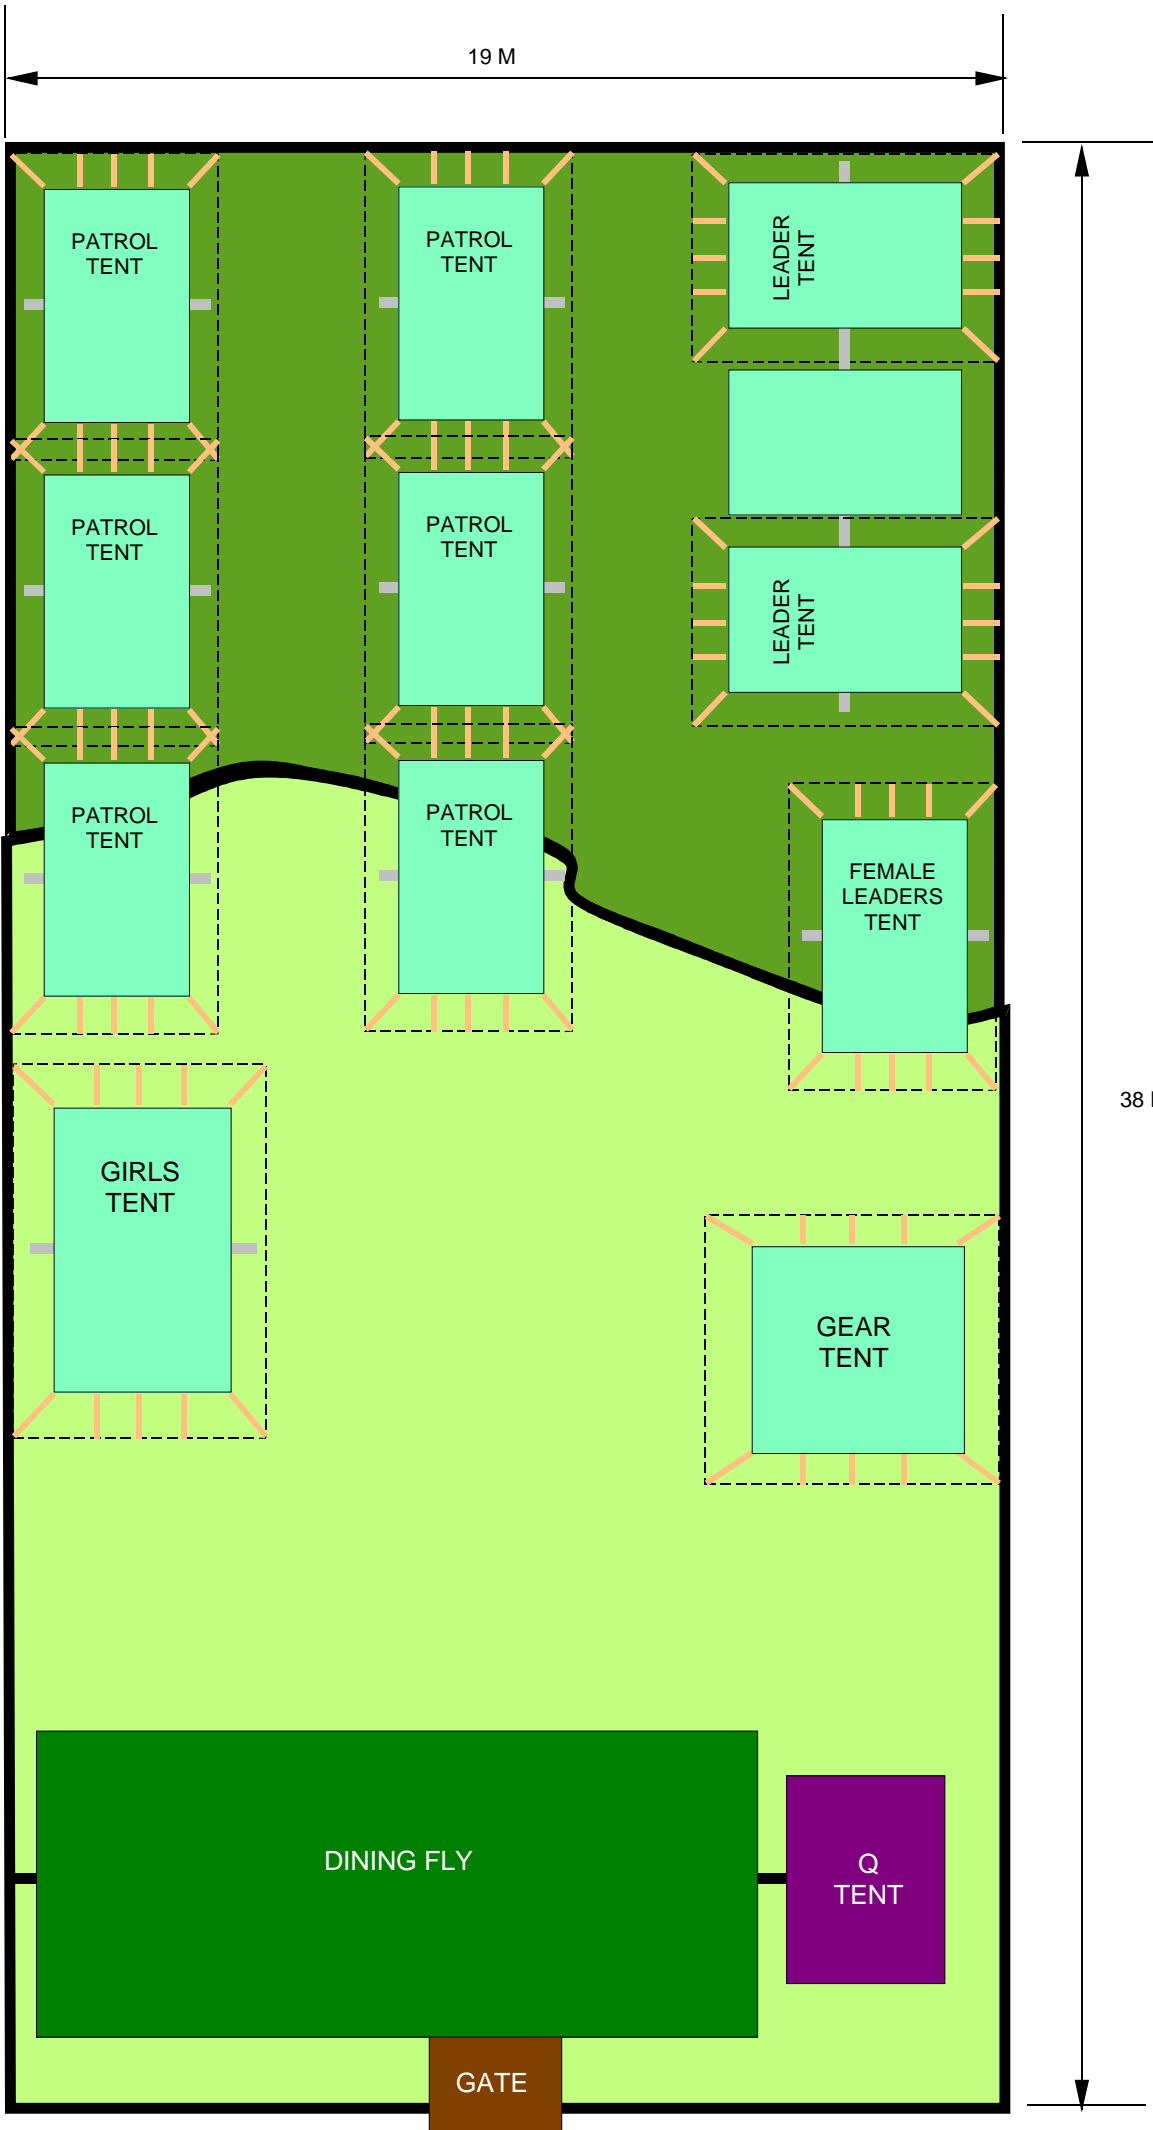 19 M
PATROL
TENT
PATROL
TENT
LEADER
TENT
PATROL
TENT
PATROL
TENT
LEADER
TENT
PATROL
TENT
PATROL
TENT
FEMALE
LEADERS
TENT
38
GIRLS
TENT
GEAR
TENT
DINING FLY
Q
TENT
GATE